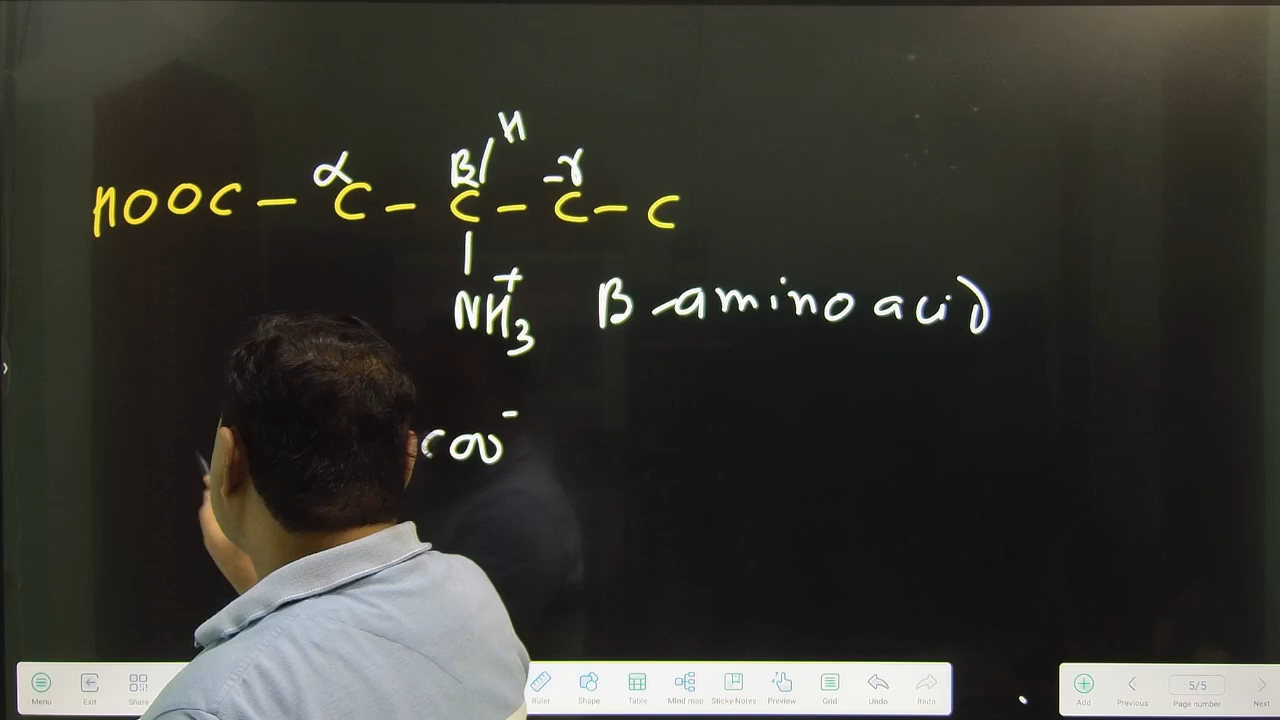 H
α B γ
HOOC - C - C - C - C
NH3+ B-amino acid
COO-
Menu Exit Share Ruler Shape Table Mind map Sticky-Notes Preview Grid Undo Redo Add Previous 5/5 Page number Next